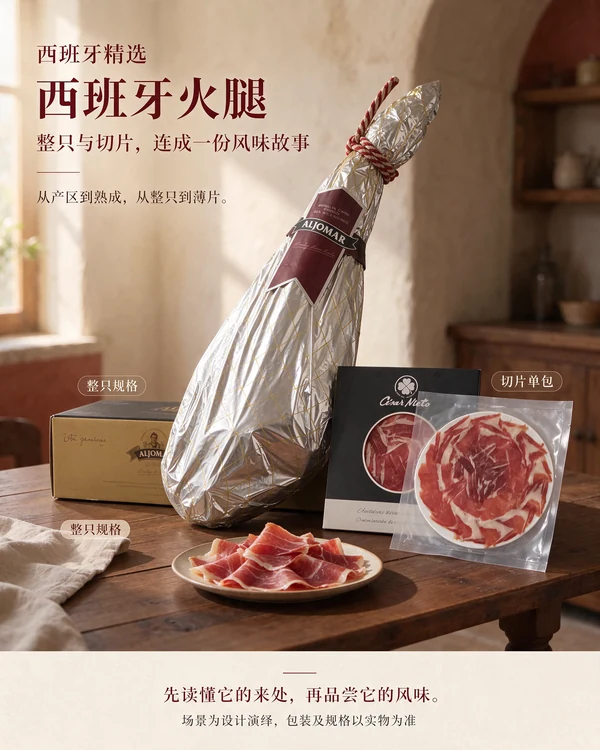 西班牙精选
西班牙火腿
整只与切片，连成一份风味故事
从产区到熟成，从整只到薄片。
ALJOMAR
整只规格
切片单包
César Nieto
ALJOMAR
整只规格
先读懂它的来处，再品尝它的风味。
场景为设计演绎，包装及规格以实物为准